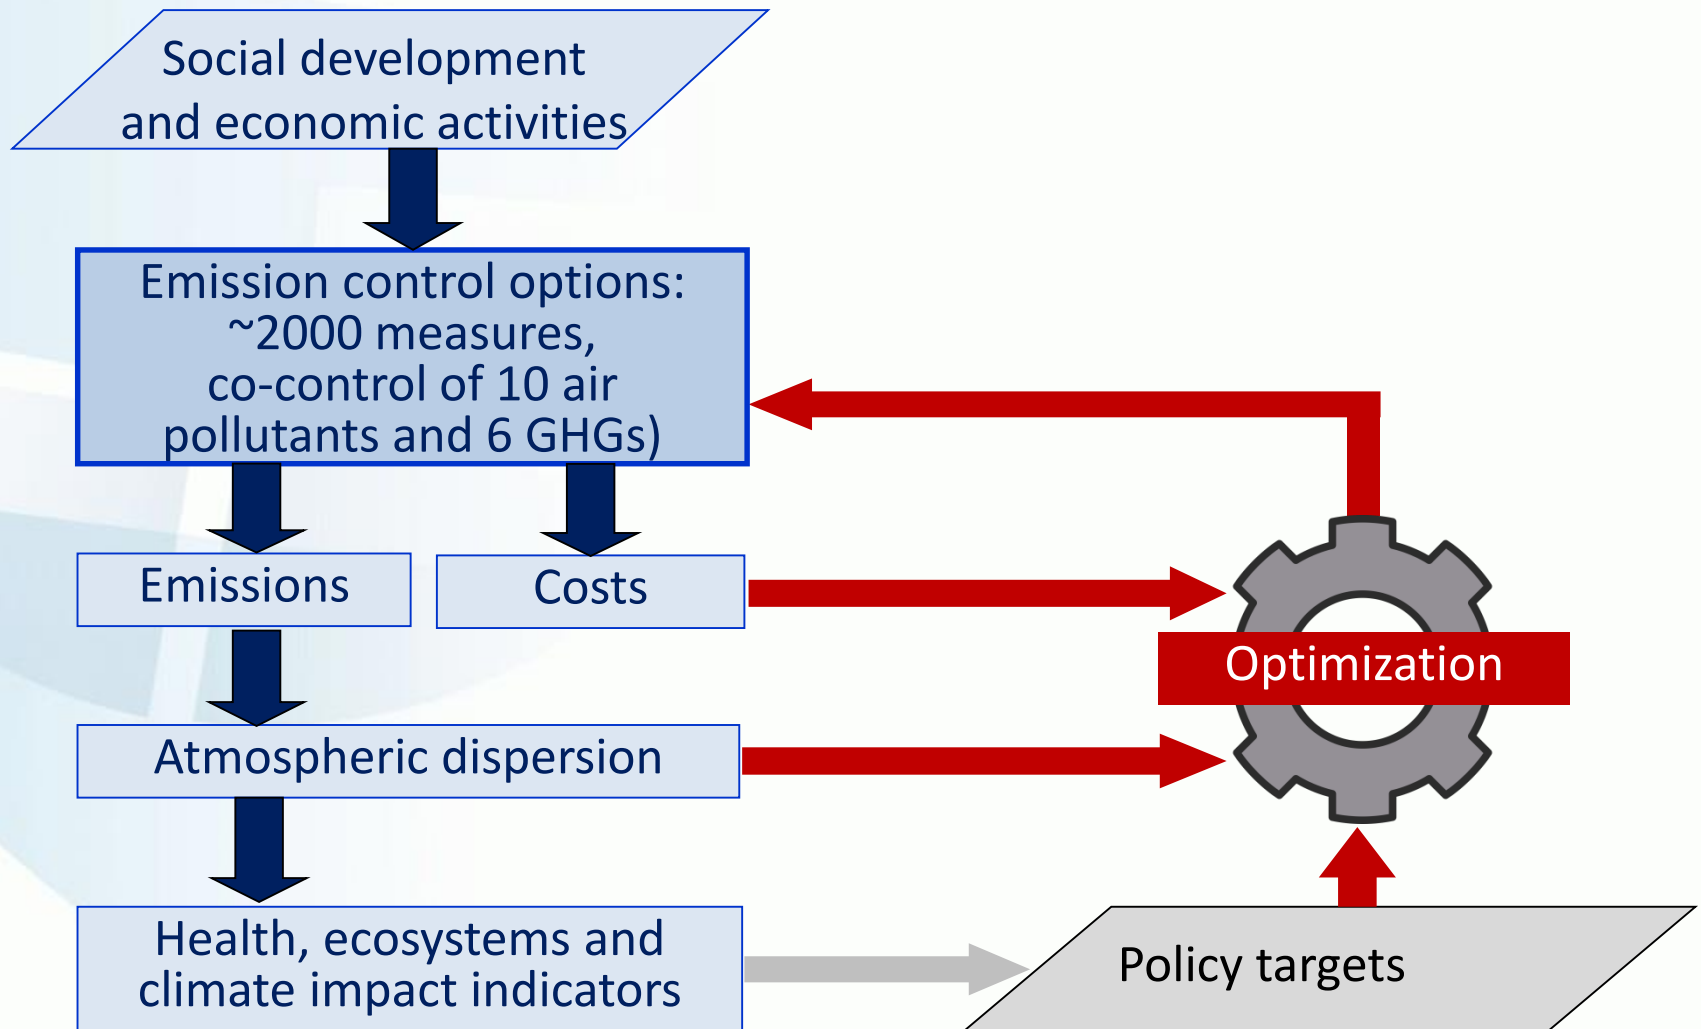 Social development
and economic activities
Emission control options:
~2000 measures,
co-control of 10 air
pollutants and 6 GHGs)
Emissions
Costs
Optimization
Atmospheric dispersion
Health, ecosystems and
climate impact indicators
Policy targets